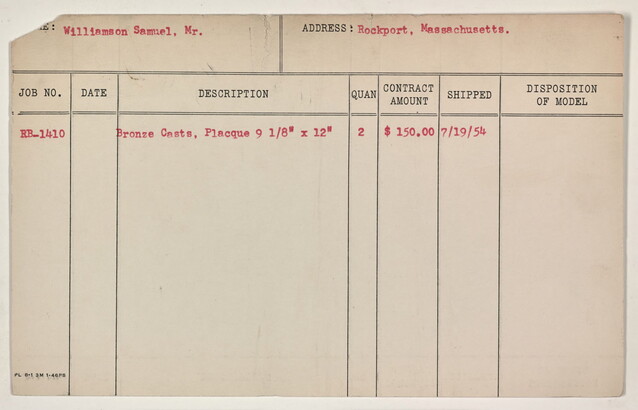 E: Williamson Samuel, Mr. ADDRESS: Rockport, Massachusetts.
JOB NO. DATE DESCRIPTION QUAN CONTRACT AMOUNT SHIPPED DISPOSITION OF MODEL
RB-1410 Bronze Casts, Placque 9 1/8" x 12" 2 $ 150.00 7/19/54